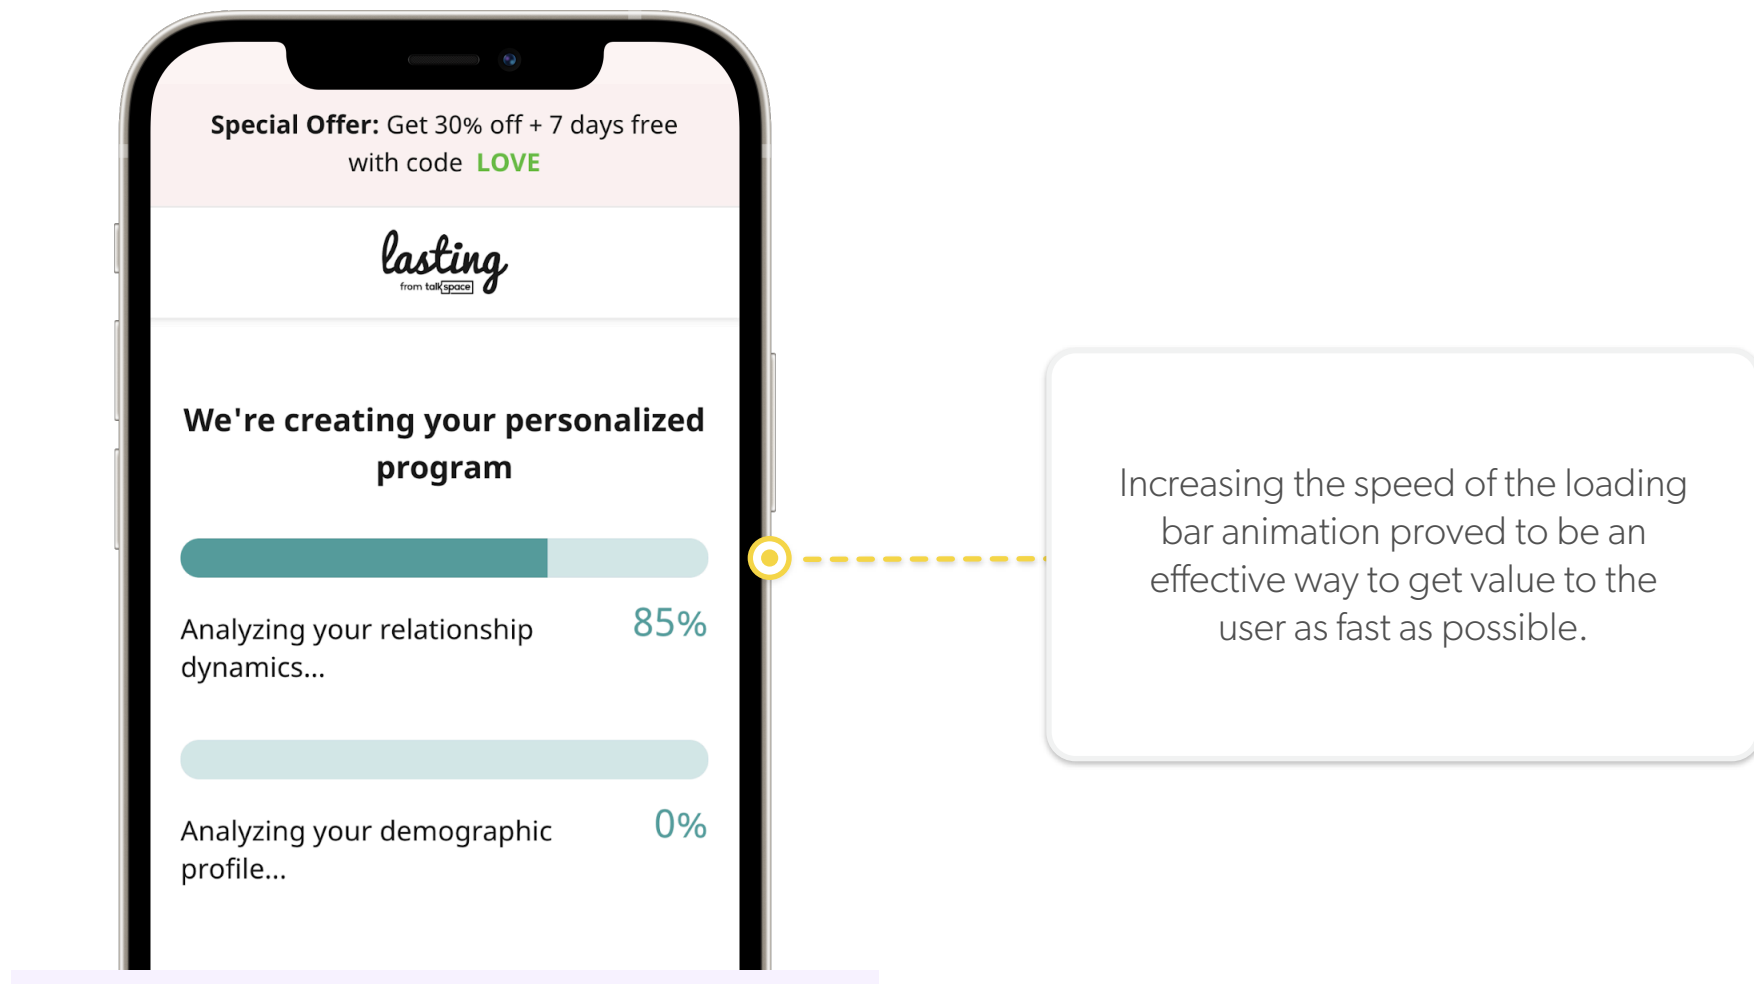 Special Offer: Get 30% off + 7 days free
with code LOVE
lasting
from talkspace
We're creating your personalized
program
Analyzing your relationship
dynamics...
85%
Analyzing your demographic
profile...
0%
Increasing the speed of the loading
bar animation proved to be an
effective way to get value to the
user as fast as possible.